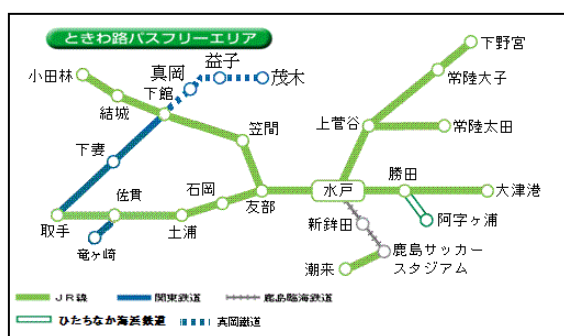 ときわ路パスフリーエリア
小田林
結城
下館
真岡
益子
茂木
下野宮
常陸大子
上菅谷
常陸太田
笠間
下妻
佐貫
石岡
友部
水戸
勝田
大津港
取手
土浦
竜ヶ崎
新鉾田
阿字ヶ浦
潮来
鹿島サッカー
スタジアム
JR線
関東鉄道
鹿島臨海鉄道
ひたちなか海浜鉄道
真岡鐵道